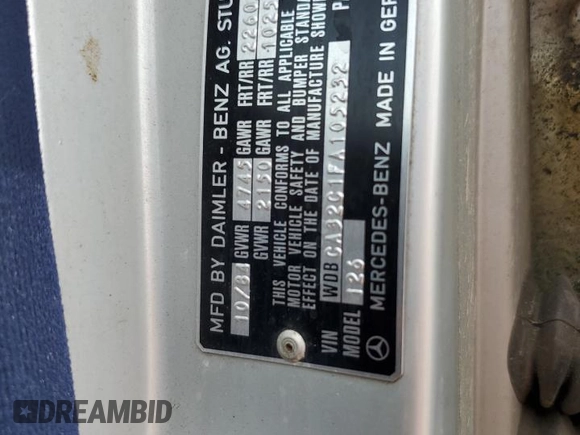 MFD BY DAIMLER - BENZ AG. STU
10/84 GVWR 4745 GAWR FRT/RR 2260
GVWR 2150 GAWR FRT/RR 1025
THIS VEHICLE CONFORMS TO ALL APPLICABLE
MOTOR VEHICLE SAFETY AND BUMPER STANDA
EFFECT ON THE DATE OF MANUFACTURE SHOWN
VIN WDB CA32C1FA105232 P
MODEL 126
MERCEDES-BENZ MADE IN GER
DREAMBID